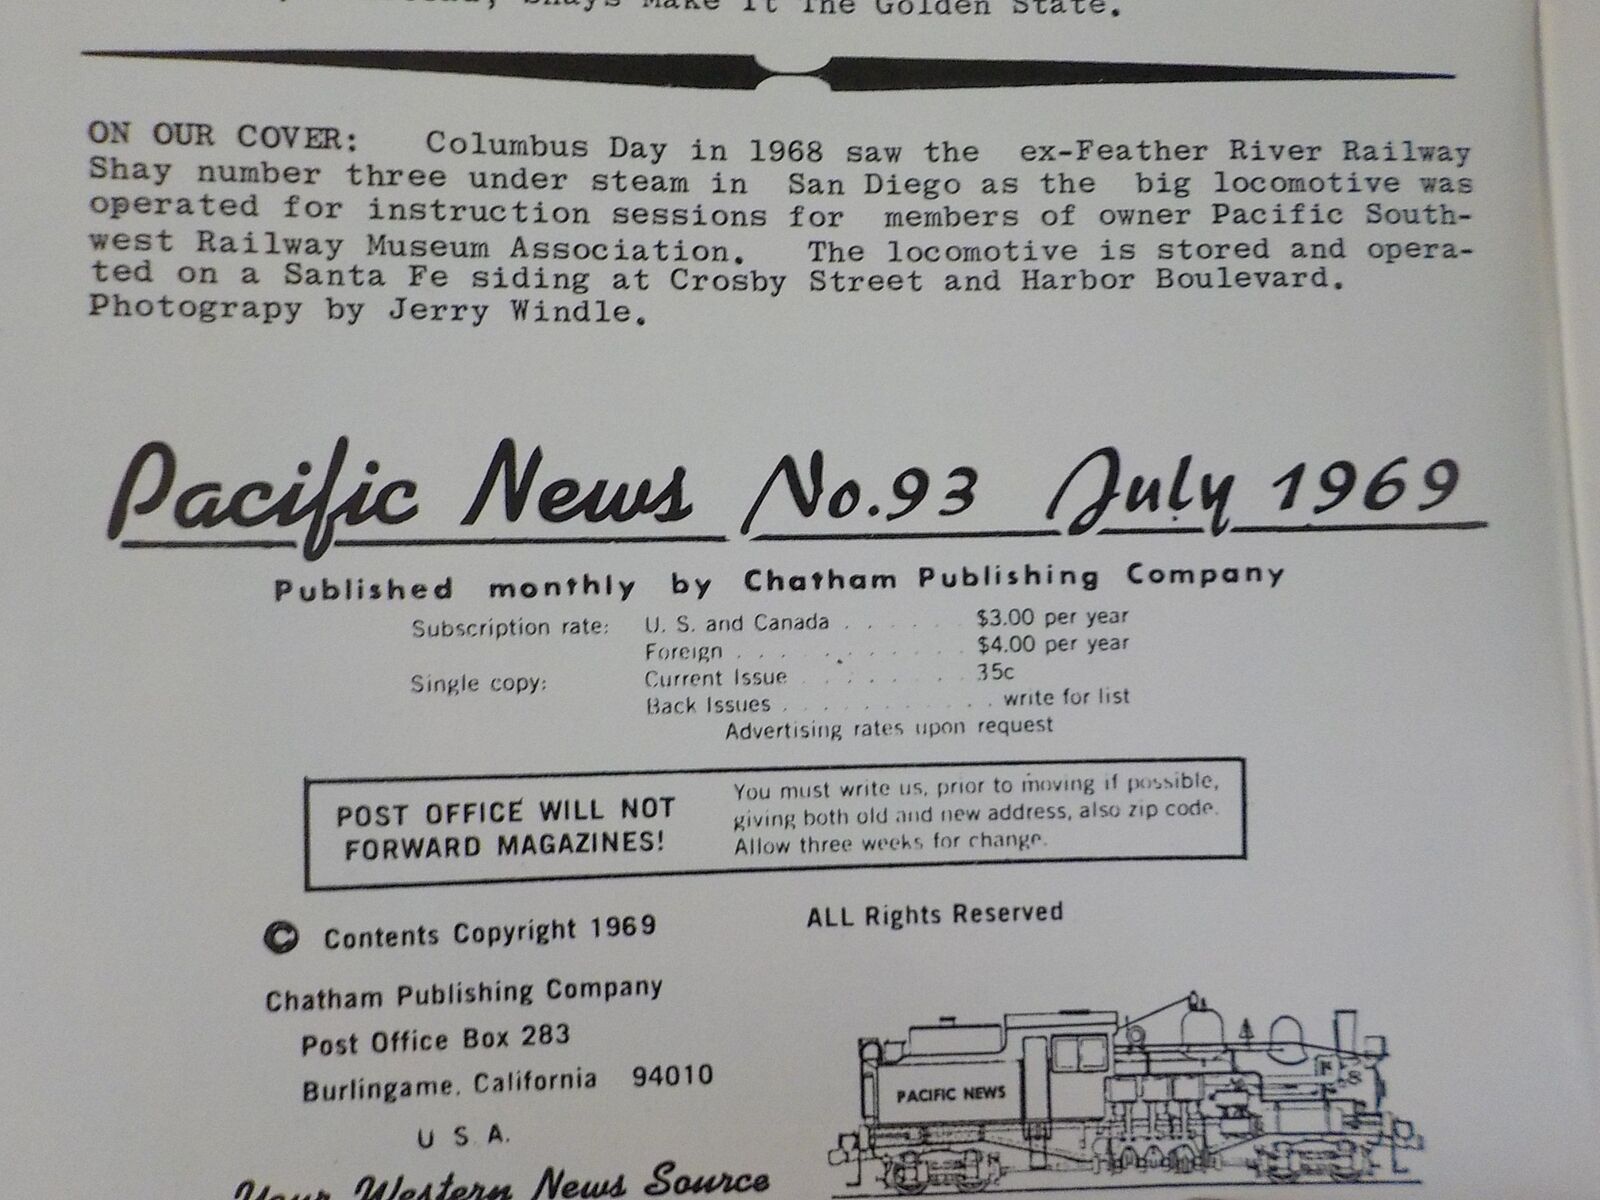 Shays Make It The Golden State.
ON OUR COVER: Columbus Day in 1968 saw the ex-Feather River Railway
Shay number three under steam in San Diego as the big locomotive was
operated for instruction sessions for members of owner Pacific South-
west Railway Museum Association. The locomotive is stored and opera-
ted on a Santa Fe siding at Crosby Street and Harbor Boulevard.
Photograpy by Jerry Windle.
Pacific News No.93 July 1969
Published monthly by Chatham Publishing Company
Subscription rate: U. S. and Canada . . . . . . $3.00 per year
Foreign . . . . . . . . . . . $4.00 per year
Single copy: Current Issue . . . . . . . 35c
Back Issues . . . . . . . . . . . write for list
Advertising rates upon request
POST OFFICE WILL NOT
FORWARD MAGAZINES!
You must write us, prior to moving if possible,
giving both old and new address, also zip code.
Allow three weeks for change.
© Contents Copyright 1969 ALL Rights Reserved
Chatham Publishing Company
Post Office Box 283
Burlingame, California 94010
U S A.
Your Western News Source
PACIFIC NEWS